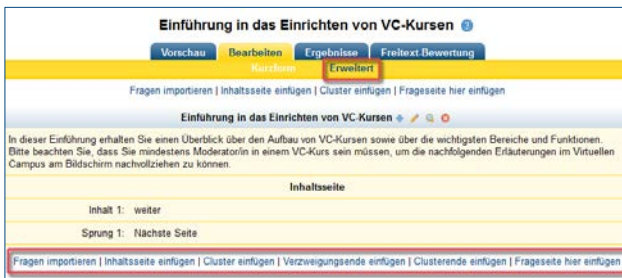 Einführung in das Einrichten von VC-Kursen
Vorschau Bearbeiten Ergebnisse Freitext-Bewertung
Kurzform Erweitert
Fragen importieren | Inhaltsseite einfügen | Cluster einfügen | Frageseite hier einfügen
Einführung in das Einrichten von VC-Kursen
In dieser Einführung erhalten Sie einen Überblick über den Aufbau von VC-Kursen sowie über die wichtigsten Bereiche und Funktionen.
Bitte beachten Sie, dass Sie mindestens Moderator/in in einem VC-Kurs sein müssen, um die nachfolgenden Erläuterungen im Virtuellen
Campus am Bildschirm nachvollziehen zu können.
Inhaltsseite
Inhalt 1: weiter
Sprung 1: Nächste Seite
Fragen importieren | Inhaltsseite einfügen | Cluster einfügen | Verzweigungsende einfügen | Clusterende einfügen | Frageseite hier einfügen